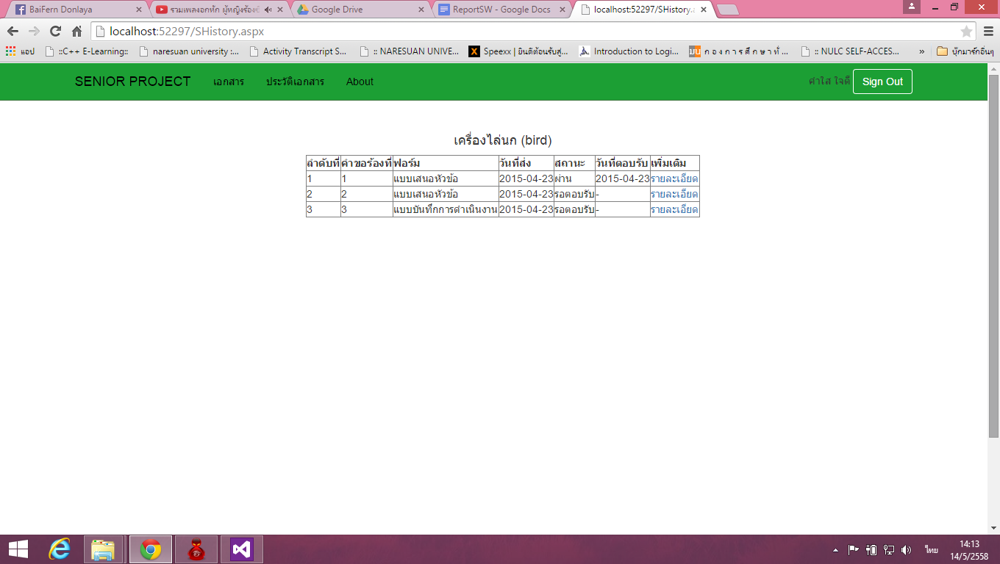 BaiFern Donlaya
รวมเพลงอกหัก ผู้หญิงร้อง
Google Drive
ReportSW - Google Docs
localhost:52297/SHistory.a
localhost:52297/SHistory.aspx
แอป
::C++ E-Learning::
naresuan university :...
Activity Transcript S...
:: NARESUAN UNIVE...
Speexx | ยินดีต้อนรับสู่...
Introduction to Logi...
ก อ ง ก า ร ศึ ก ษ า ทั่ ...
:: NULC SELF-ACCES...
»
บุ๊กมาร์กอื่นๆ
SENIOR PROJECT เอกสาร ประวัติเอกสาร About ศำใส ใจดี Sign Out
เครื่องไล่นก (bird)
ลำดับที่ คำขอร้องที่ ฟอร์ม วันที่ส่ง สถานะ วันที่ตอบรับ เพิ่มเติม
1 1 แบบเสนอหัวข้อ 2015-04-23 ผ่าน 2015-04-23 รายละเอียด
2 2 แบบเสนอหัวข้อ 2015-04-23 รอตอบรับ - รายละเอียด
3 3 แบบบันทึกการดำเนินงาน 2015-04-23 รอตอบรับ - รายละเอียด
ไทย
14:13
14/5/2558